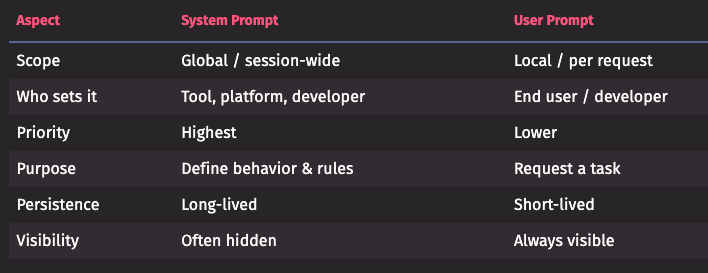 Aspect System Prompt User Prompt
Scope Global / session-wide Local / per request
Who sets it Tool, platform, developer End user / developer
Priority Highest Lower
Purpose Define behavior & rules Request a task
Persistence Long-lived Short-lived
Visibility Often hidden Always visible